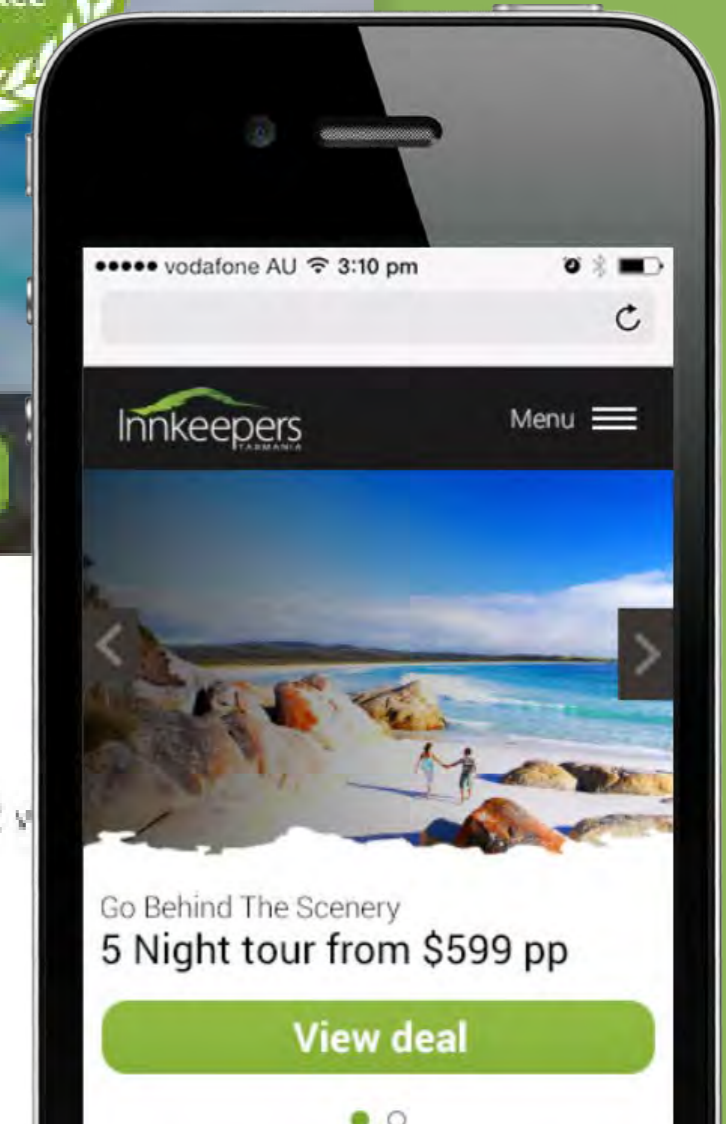 vodafone AU 3:10 pm
Innkeepers
TASMANIA
Menu
Go Behind The Scenery
5 Night tour from $599 pp
View deal